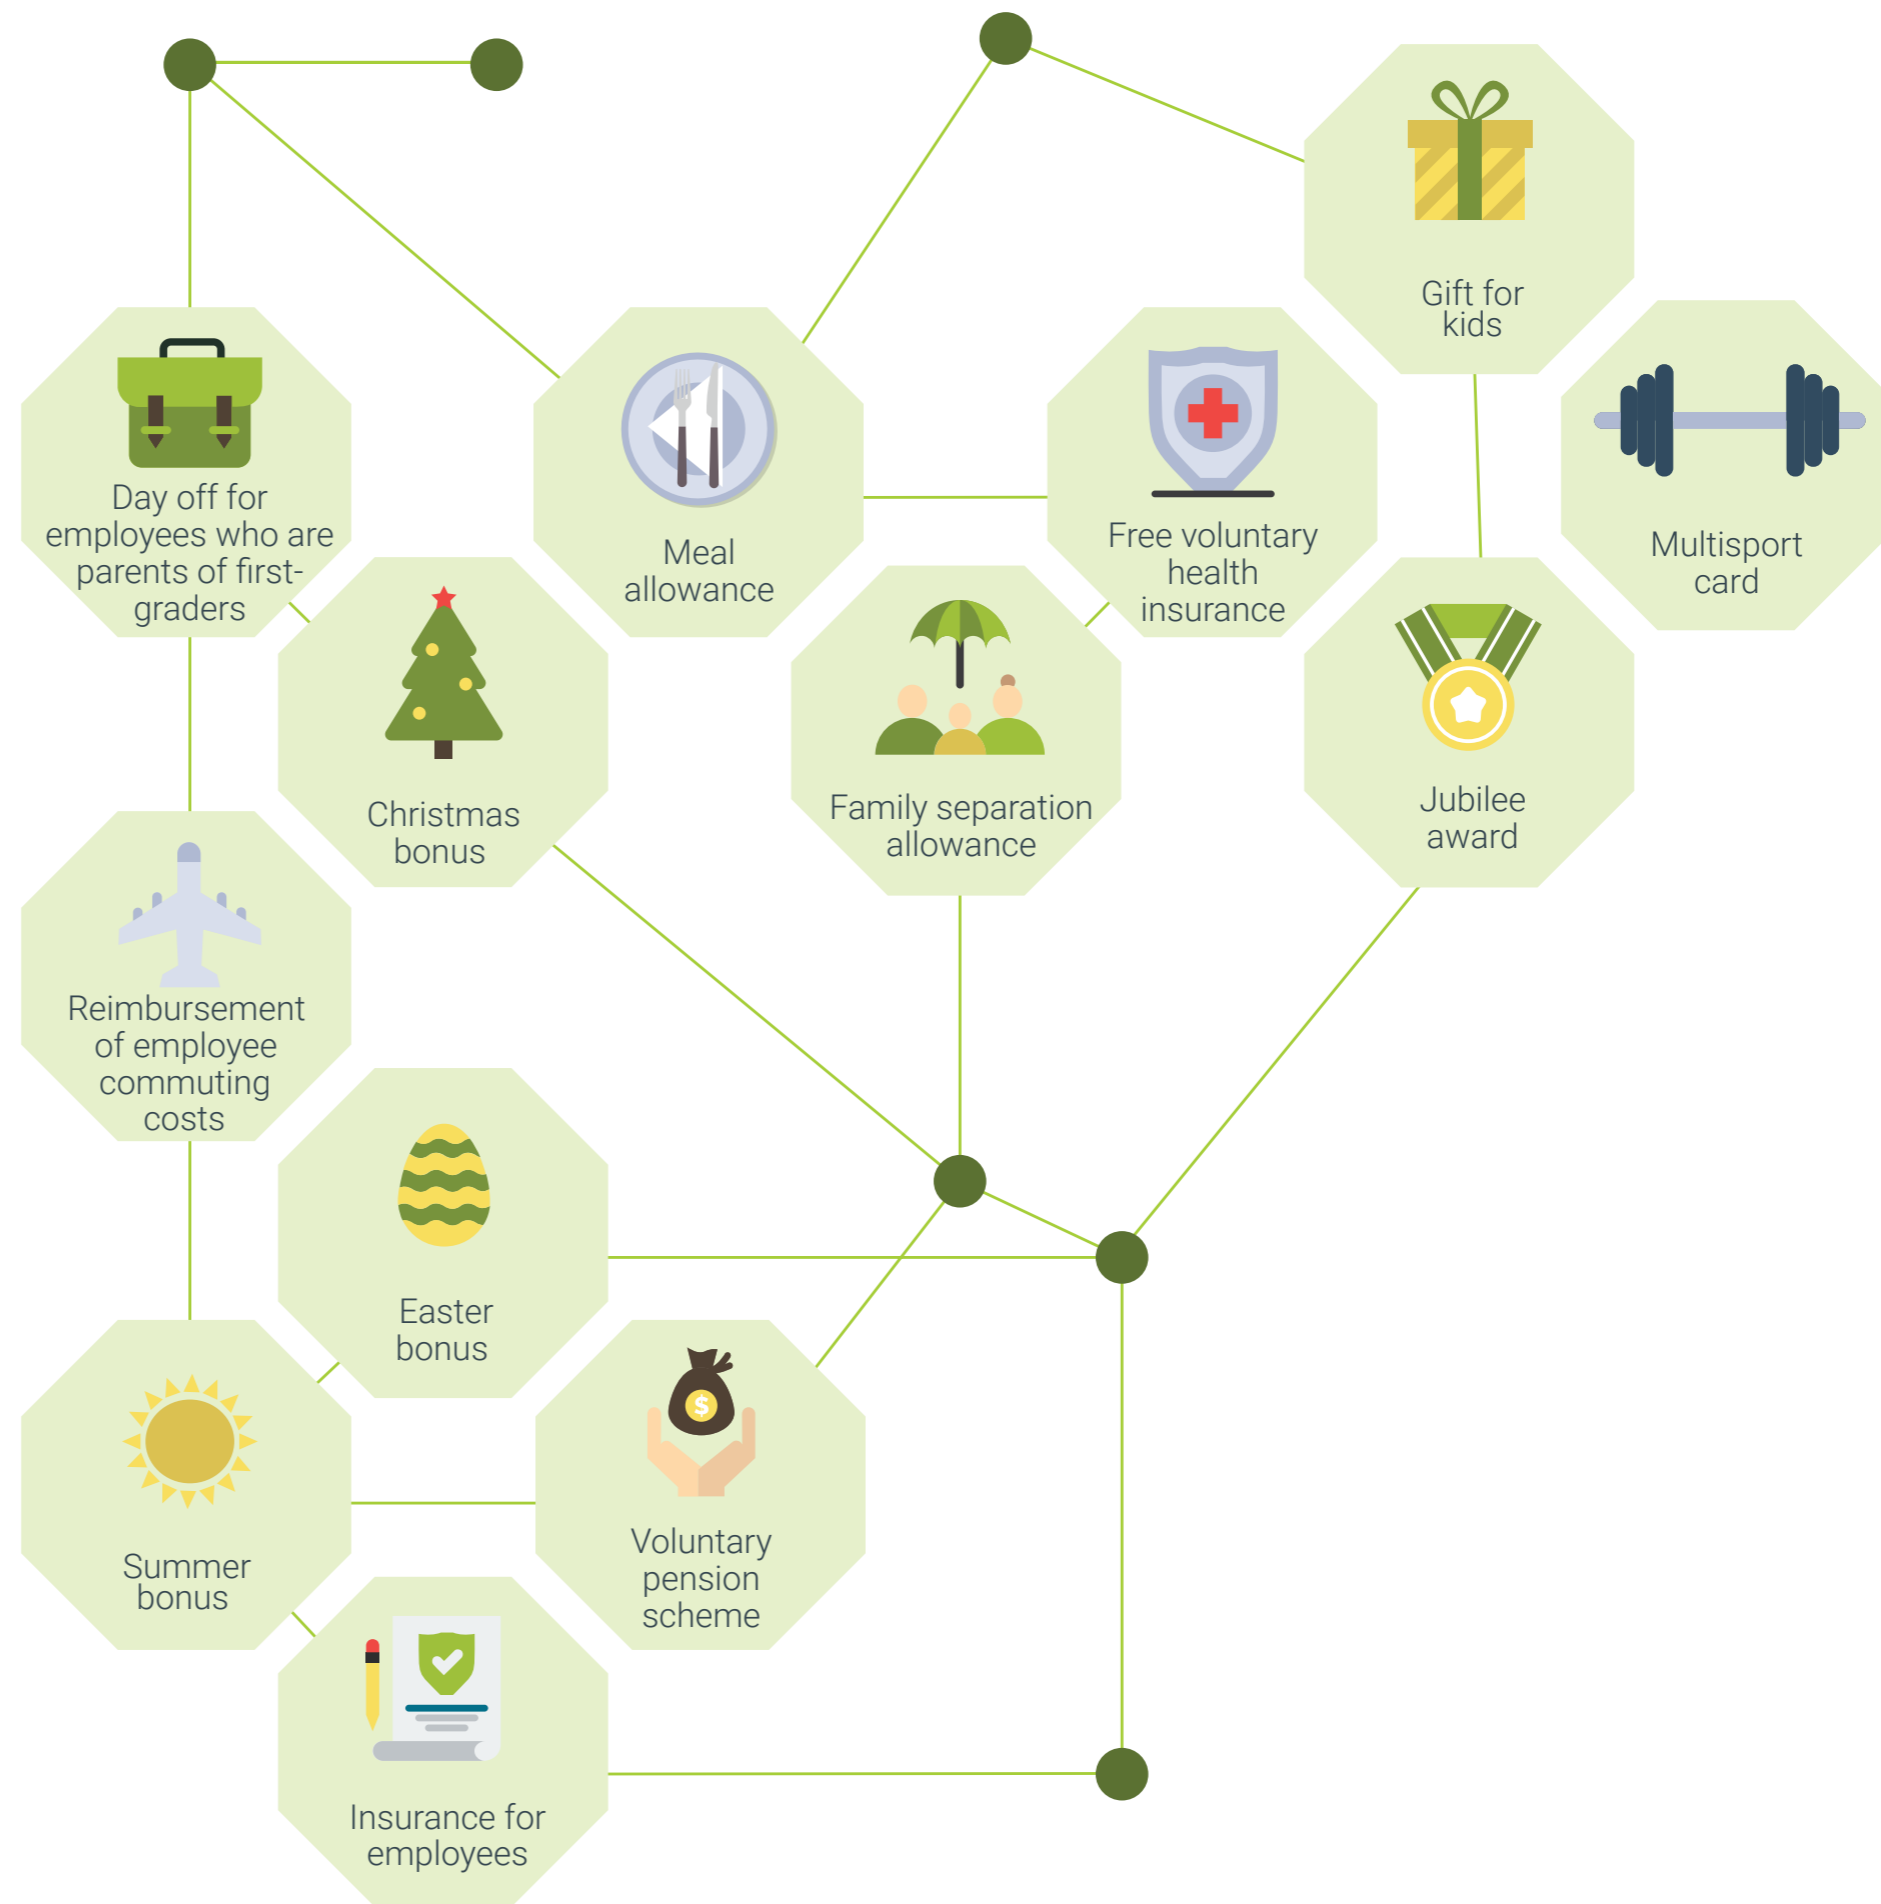 Gift for
kids
Day off for
employees who are
parents of first-
graders
Meal
allowance
Free voluntary
health
insurance
Multisport
card
Christmas
bonus
Family separation
allowance
Jubilee
award
Reimbursement
of employee
commuting
costs
Easter
bonus
$
Voluntary
pension
scheme
Summer
bonus
Insurance for
employees